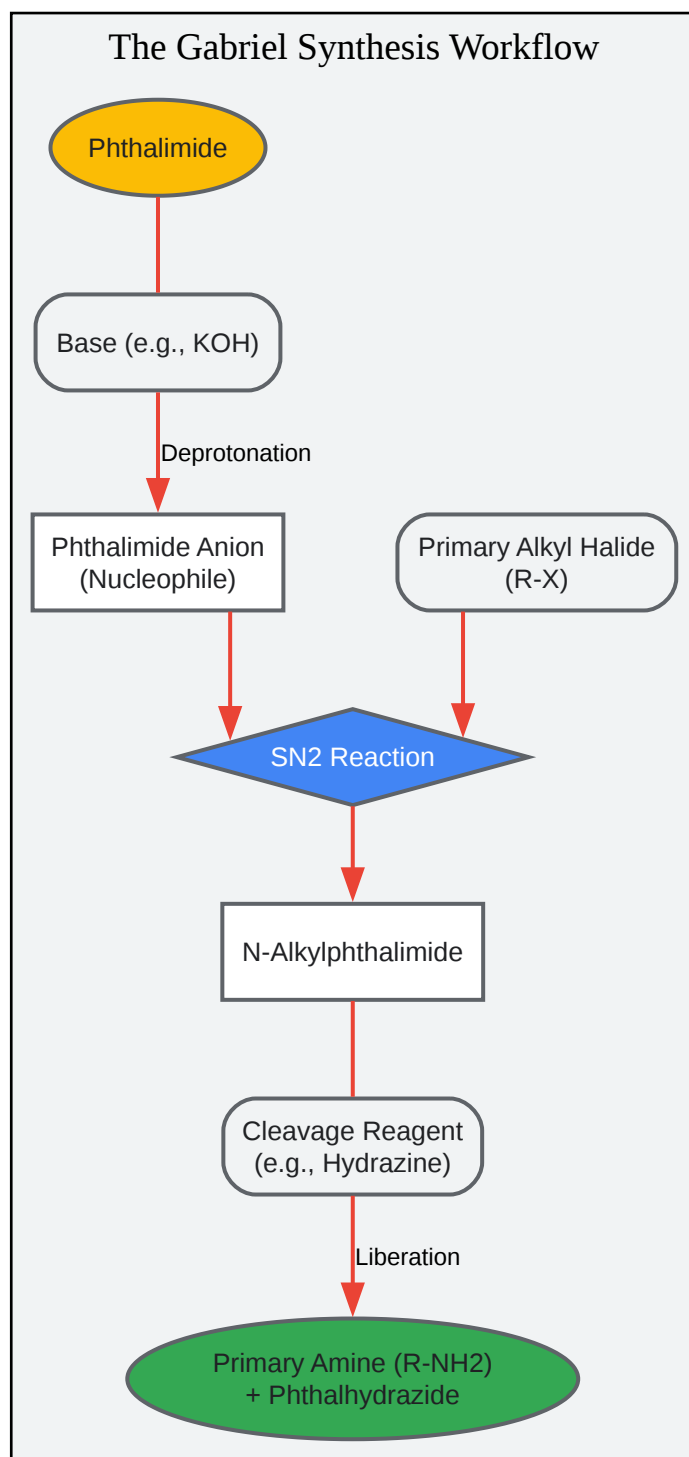 The Gabriel Synthesis Workflow
Phthalimide
Base (e.g., KOH)
Deprotonation
Phthalimide Anion
(Nucleophile)
Primary Alkyl Halide
(R-X)
SN2 Reaction
N-Alkylphthalimide
Cleavage Reagent
(e.g., Hydrazine)
Liberation
Primary Amine (R-NH2)
+ Phthalhydrazide